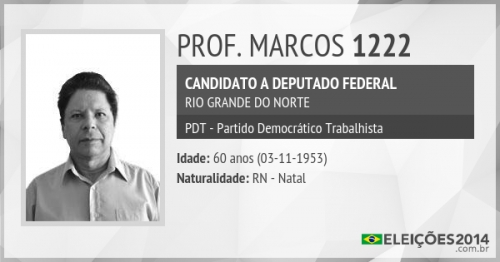 PROF. MARCOS 1222
CANDIDATO A DEPUTADO FEDERAL
RIO GRANDE DO NORTE
PDT - Partido Democrático Trabalhista
Idade: 60 anos (03-11-1953)
Naturalidade: RN - Natal
ELEIÇÕES2014
.com.br